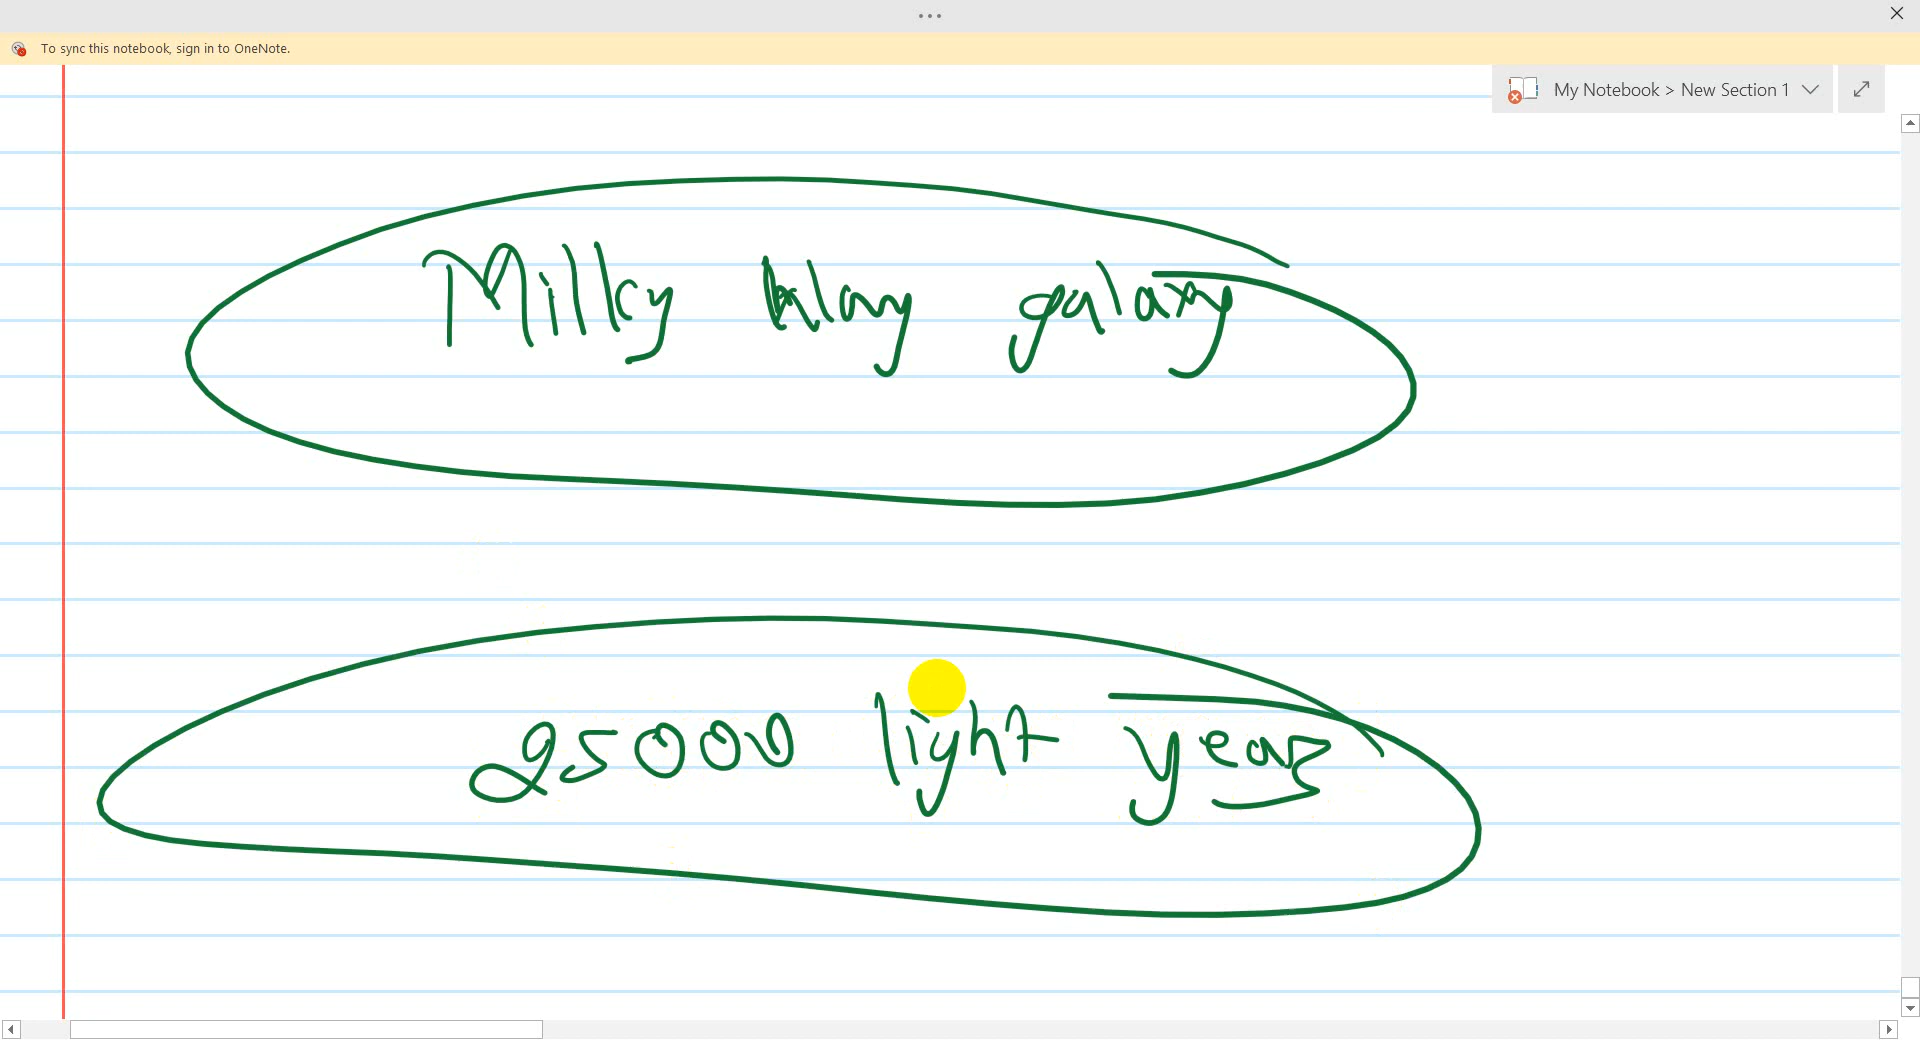 To sync this notebook, sign in to OneNote.
My Notebook > New Section 1
Milky Way galaxy
25000 light years